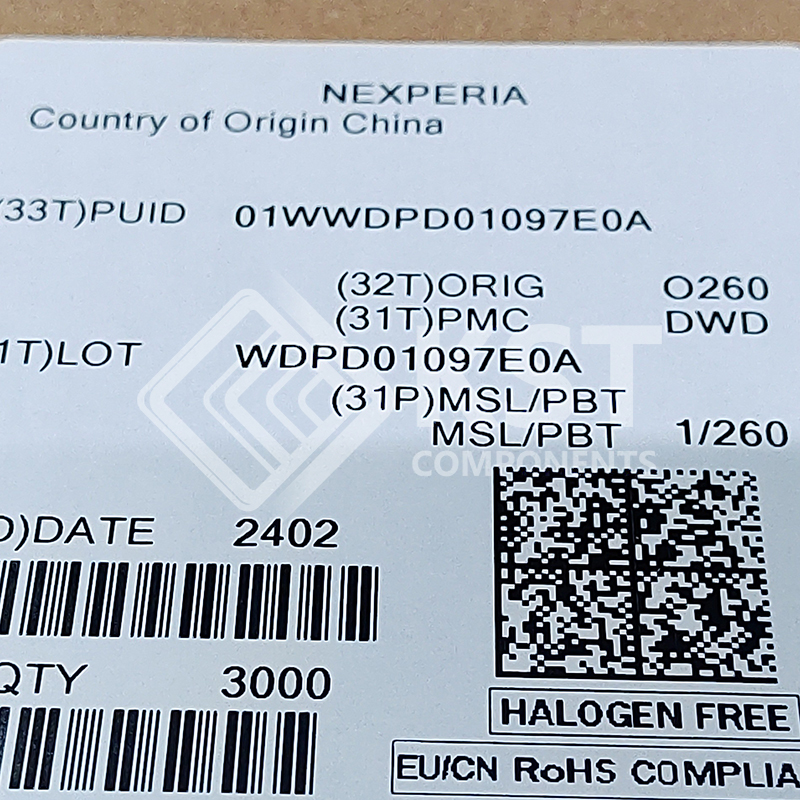 NEXPERIA
Country of Origin China
(33T)PUID 01WWDPD01097E0A
(32T)ORIG O260
(31T)PMC DWD
1T)LOT WDPD01097E0A
(31P)MSL/PBT
MSL/PBT 1/260
KST
COMPONENTS
D)DATE 2402
QTY 3000
HALOGEN FREE
EU/CN RoHS COMPLIA